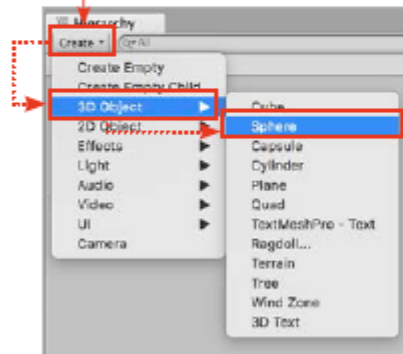 Hierarchy
Create
All
Create Empty
Create Empty Child
3D Object
2D Object
Effects
Light
Audio
Video
UI
Camera
Cube
Sphere
Capsule
Cylinder
Plane
Quad
TextMeshPro - Text
Ragdoll...
Terrain
Tree
Wind Zone
3D Text